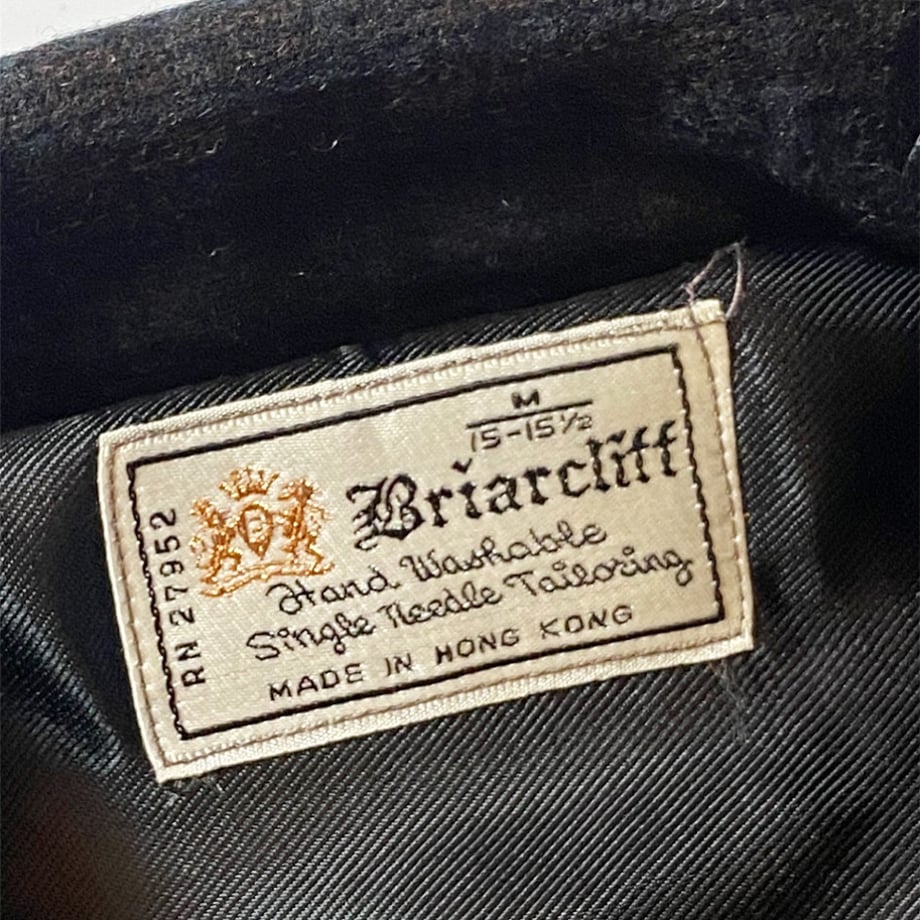 M
15-15½
Briarcliff
Hand Washable
Single Needle Tailoring
MADE IN HONG KONG
RN 27952